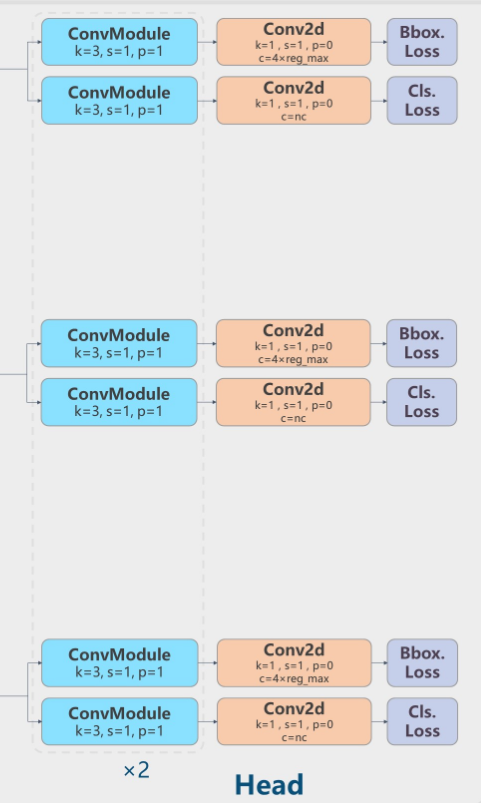 ConvModule
k=3, s=1, p=1
Conv2d
k=1 , s=1 , p=0
c=4×reg_max
Bbox.
Loss
ConvModule
k=3, s=1, p=1
Conv2d
k=1 , s=1 , p=0
c=nc
Cls.
Loss
ConvModule
k=3, s=1, p=1
Conv2d
k=1 , s=1 , p=0
c=4×reg_max
Bbox.
Loss
ConvModule
k=3, s=1, p=1
Conv2d
k=1 , s=1 , p=0
c=nc
Cls.
Loss
ConvModule
k=3, s=1, p=1
Conv2d
k=1 , s=1 , p=0
c=4×reg_max
Bbox.
Loss
ConvModule
k=3, s=1, p=1
Conv2d
k=1 , s=1 , p=0
c=nc
Cls.
Loss
×2
Head